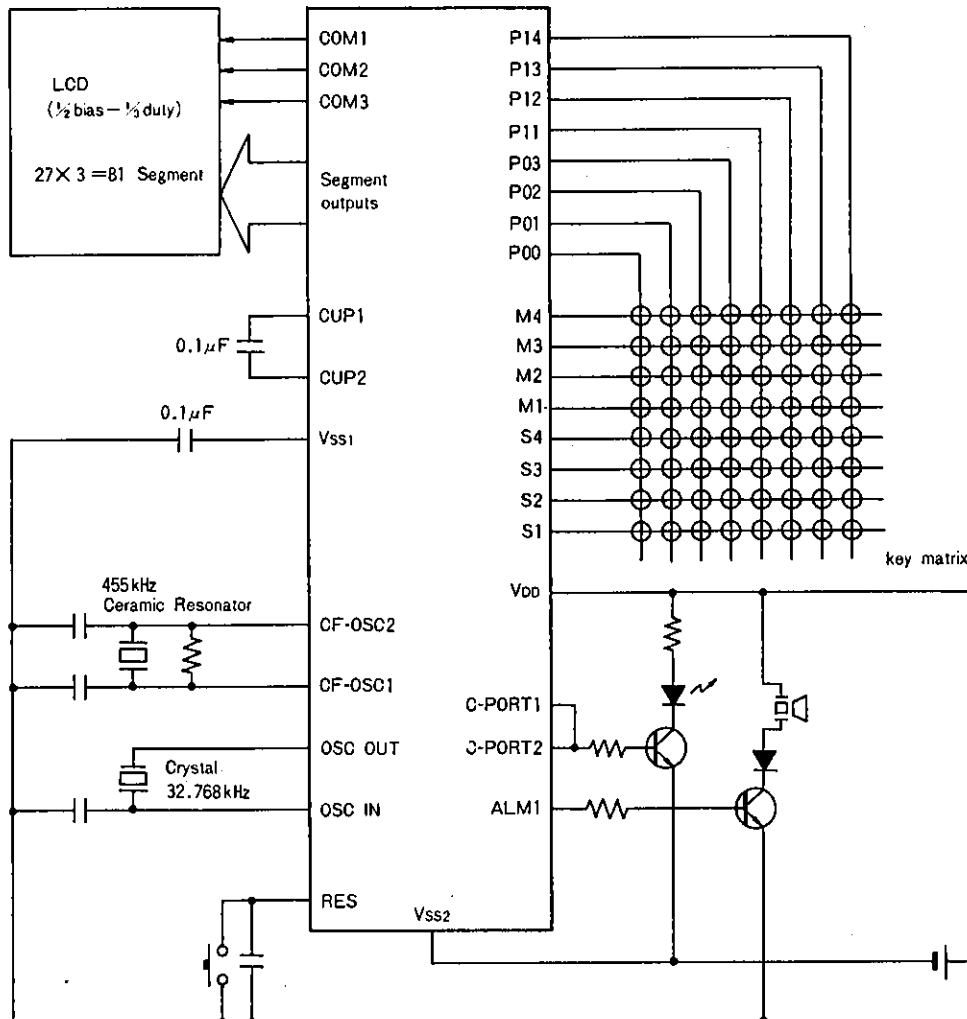 LCD
(½ bias – ⅓ duty)
27 × 3 = 81 Segment
COM1
COM2
COM3
Segment
outputs
CUP1
0.1μF
CUP2
0.1μF
VSS1
455kHz
Ceramic Resonator
CF-OSC2
CF-OSC1
OSC OUT
Crystal
32.768kHz
OSC IN
RES
VSS2
P14
P13
P12
P11
P03
P02
P01
P00
M4
M3
M2
M1
S4
S3
S2
S1
key matrix
VDD
C-PORT1
C-PORT2
ALM1